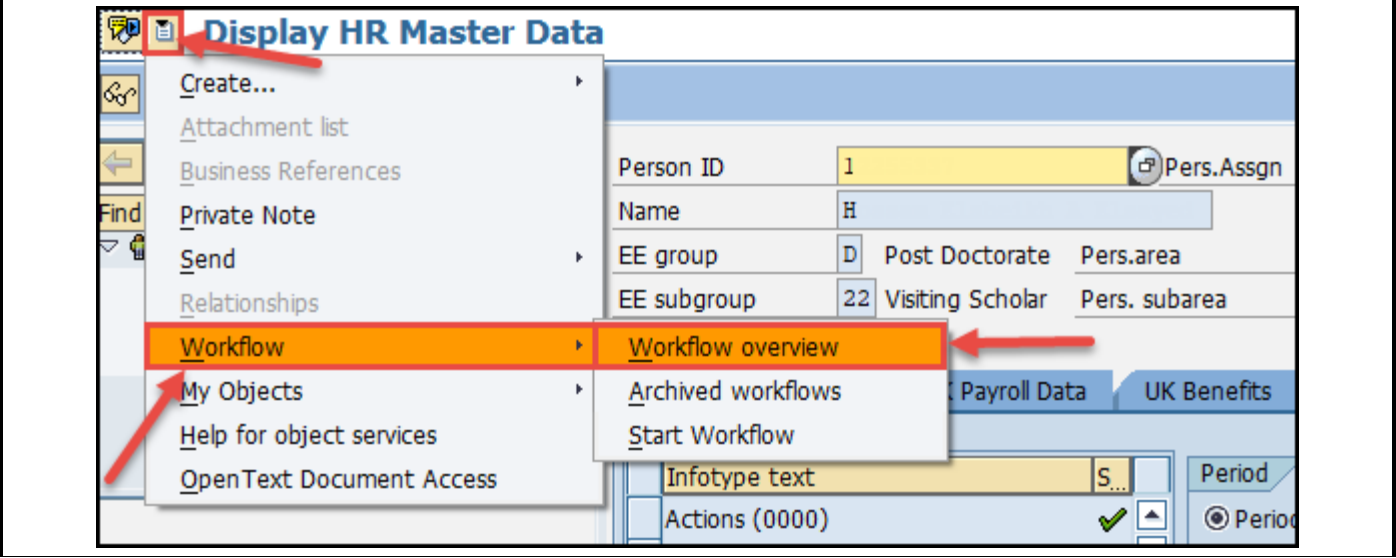 Display HR Master Data
Create...
Attachment list
Business References
Person ID 1 Pers.Assgn
Find Private Note
Name H
Send
EE group D Post Doctorate Pers.area
Relationships
EE subgroup 22 Visiting Scholar Pers. subarea
Workflow Workflow overview
My Objects Archived workflows Payroll Data UK Benefits
Help for object services Start Workflow
OpenText Document Access Infotype text S... Period
Actions (0000) Period